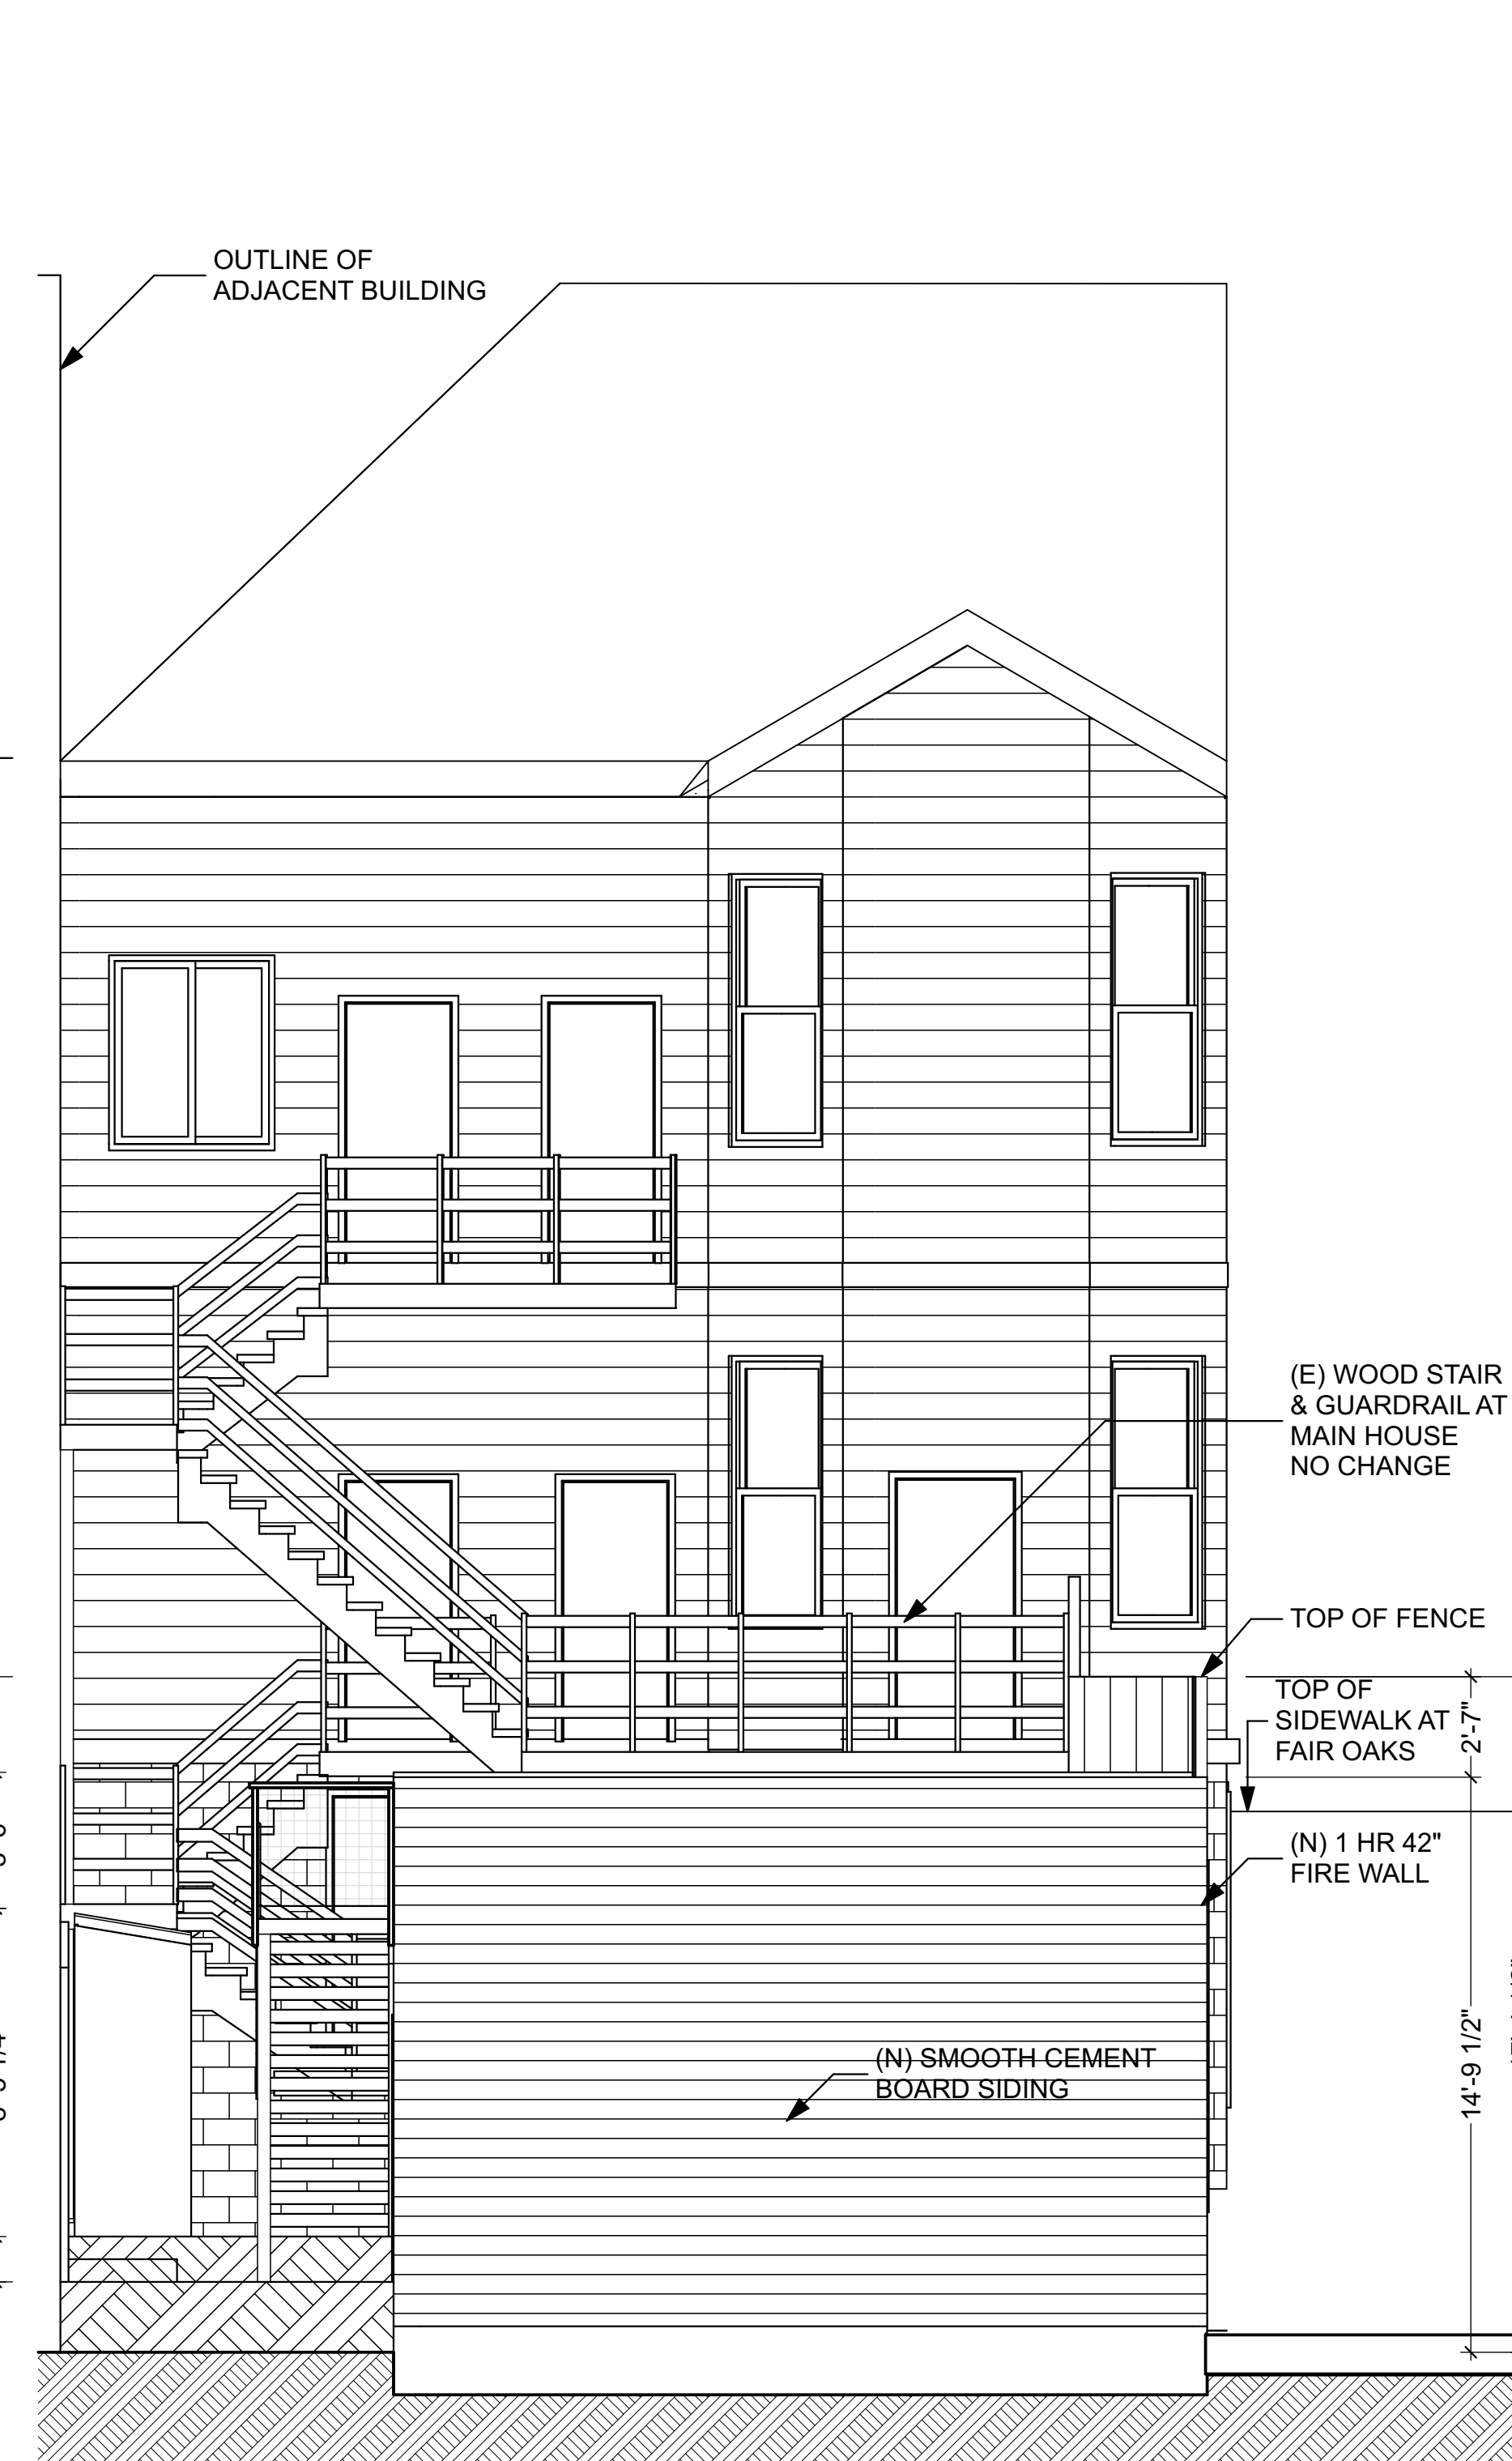 OUTLINE OF
ADJACENT BUILDING
(E) WOOD STAIR
& GUARDRAIL AT
MAIN HOUSE
NO CHANGE
TOP OF FENCE
TOP OF
SIDEWALK AT
FAIR OAKS
2'-7"
(N) 1 HR 42"
FIRE WALL
(N) SMOOTH CEMENT
BOARD SIDING
14'-9 1/2"